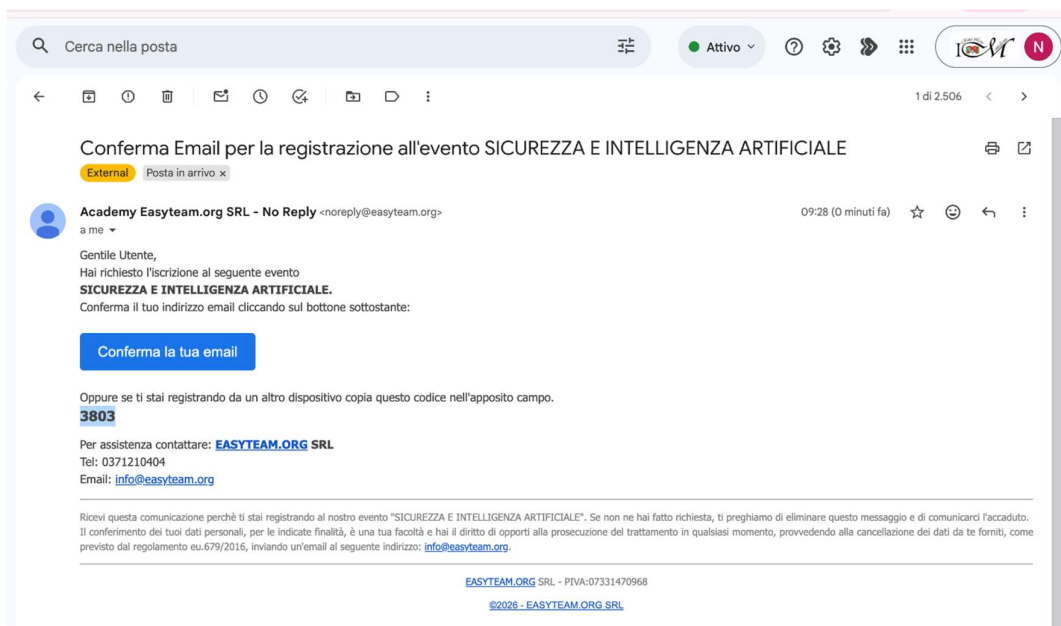 Cerca nella posta
Attivo
N
1 di 2.506
Conferma Email per la registrazione all'evento SICUREZZA E INTELLIGENZA ARTIFICIALE
External Posta in arrivo x
Academy Easyteam.org SRL - No Reply <noreply@easyteam.org> 09:28 (0 minuti fa)
a me
Gentile Utente,
Hai richiesto l'iscrizione al seguente evento
SICUREZZA E INTELLIGENZA ARTIFICIALE.
Conferma il tuo indirizzo email cliccando sul bottone sottostante:
Conferma la tua email
Oppure se ti stai registrando da un altro dispositivo copia questo codice nell'apposito campo.
3803
Per assistenza contattare: EASYTEAM.ORG SRL
Tel: 0371210404
Email: info@easyteam.org
Ricevi questa comunicazione perchè ti stai registrando al nostro evento "SICUREZZA E INTELLIGENZA ARTIFICIALE". Se non ne hai fatto richiesta, ti preghiamo di eliminare questo messaggio e di comunicarci l'accaduto.
Il conferimento dei tuoi dati personali, per le indicate finalità, è una tua facoltà e hai il diritto di opporti alla prosecuzione del trattamento in qualsiasi momento, provvedendo alla cancellazione dei dati da te forniti, come
previsto dal regolamento eu.679/2016, inviando un'email al seguente indirizzo: info@easyteam.org.
EASYTEAM.ORG SRL - PIVA:07331470968
©2026 - EASYTEAM.ORG SRL